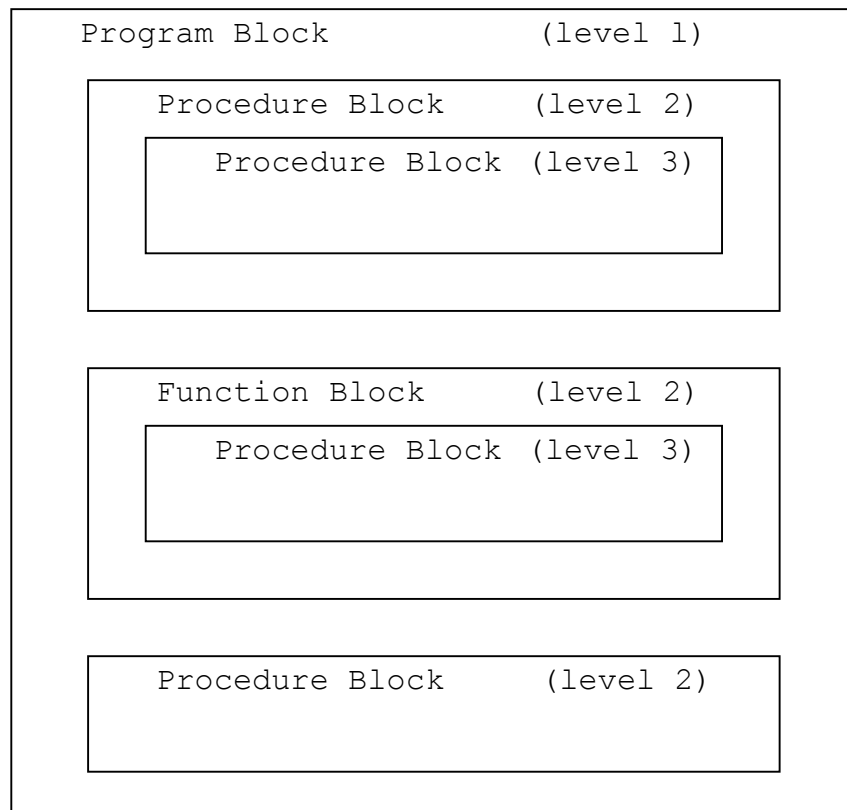 Program Block (level 1)
Procedure Block (level 2)
Procedure Block (level 3)
Function Block (level 2)
Procedure Block (level 3)
Procedure Block (level 2)